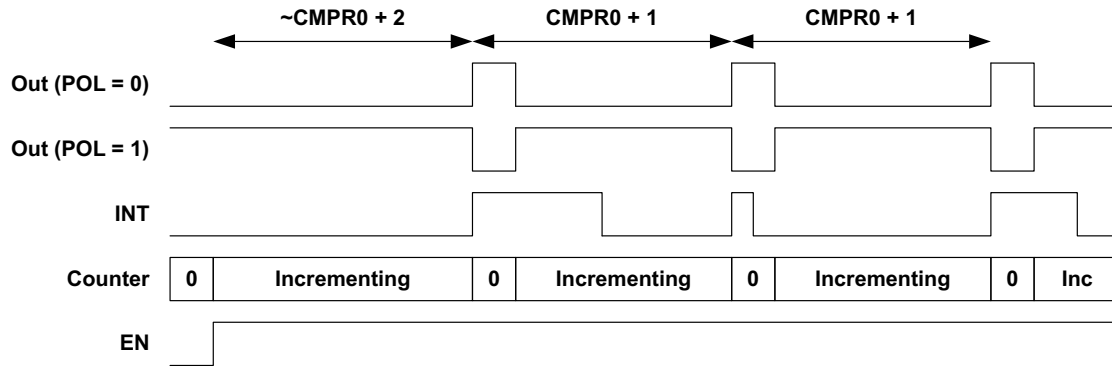 ~CMPR0 + 2 CMPR0 + 1 CMPR0 + 1
Out (POL = 0)
Out (POL = 1)
INT
Counter 0 Incrementing 0 Incrementing 0 Incrementing 0 Inc
EN